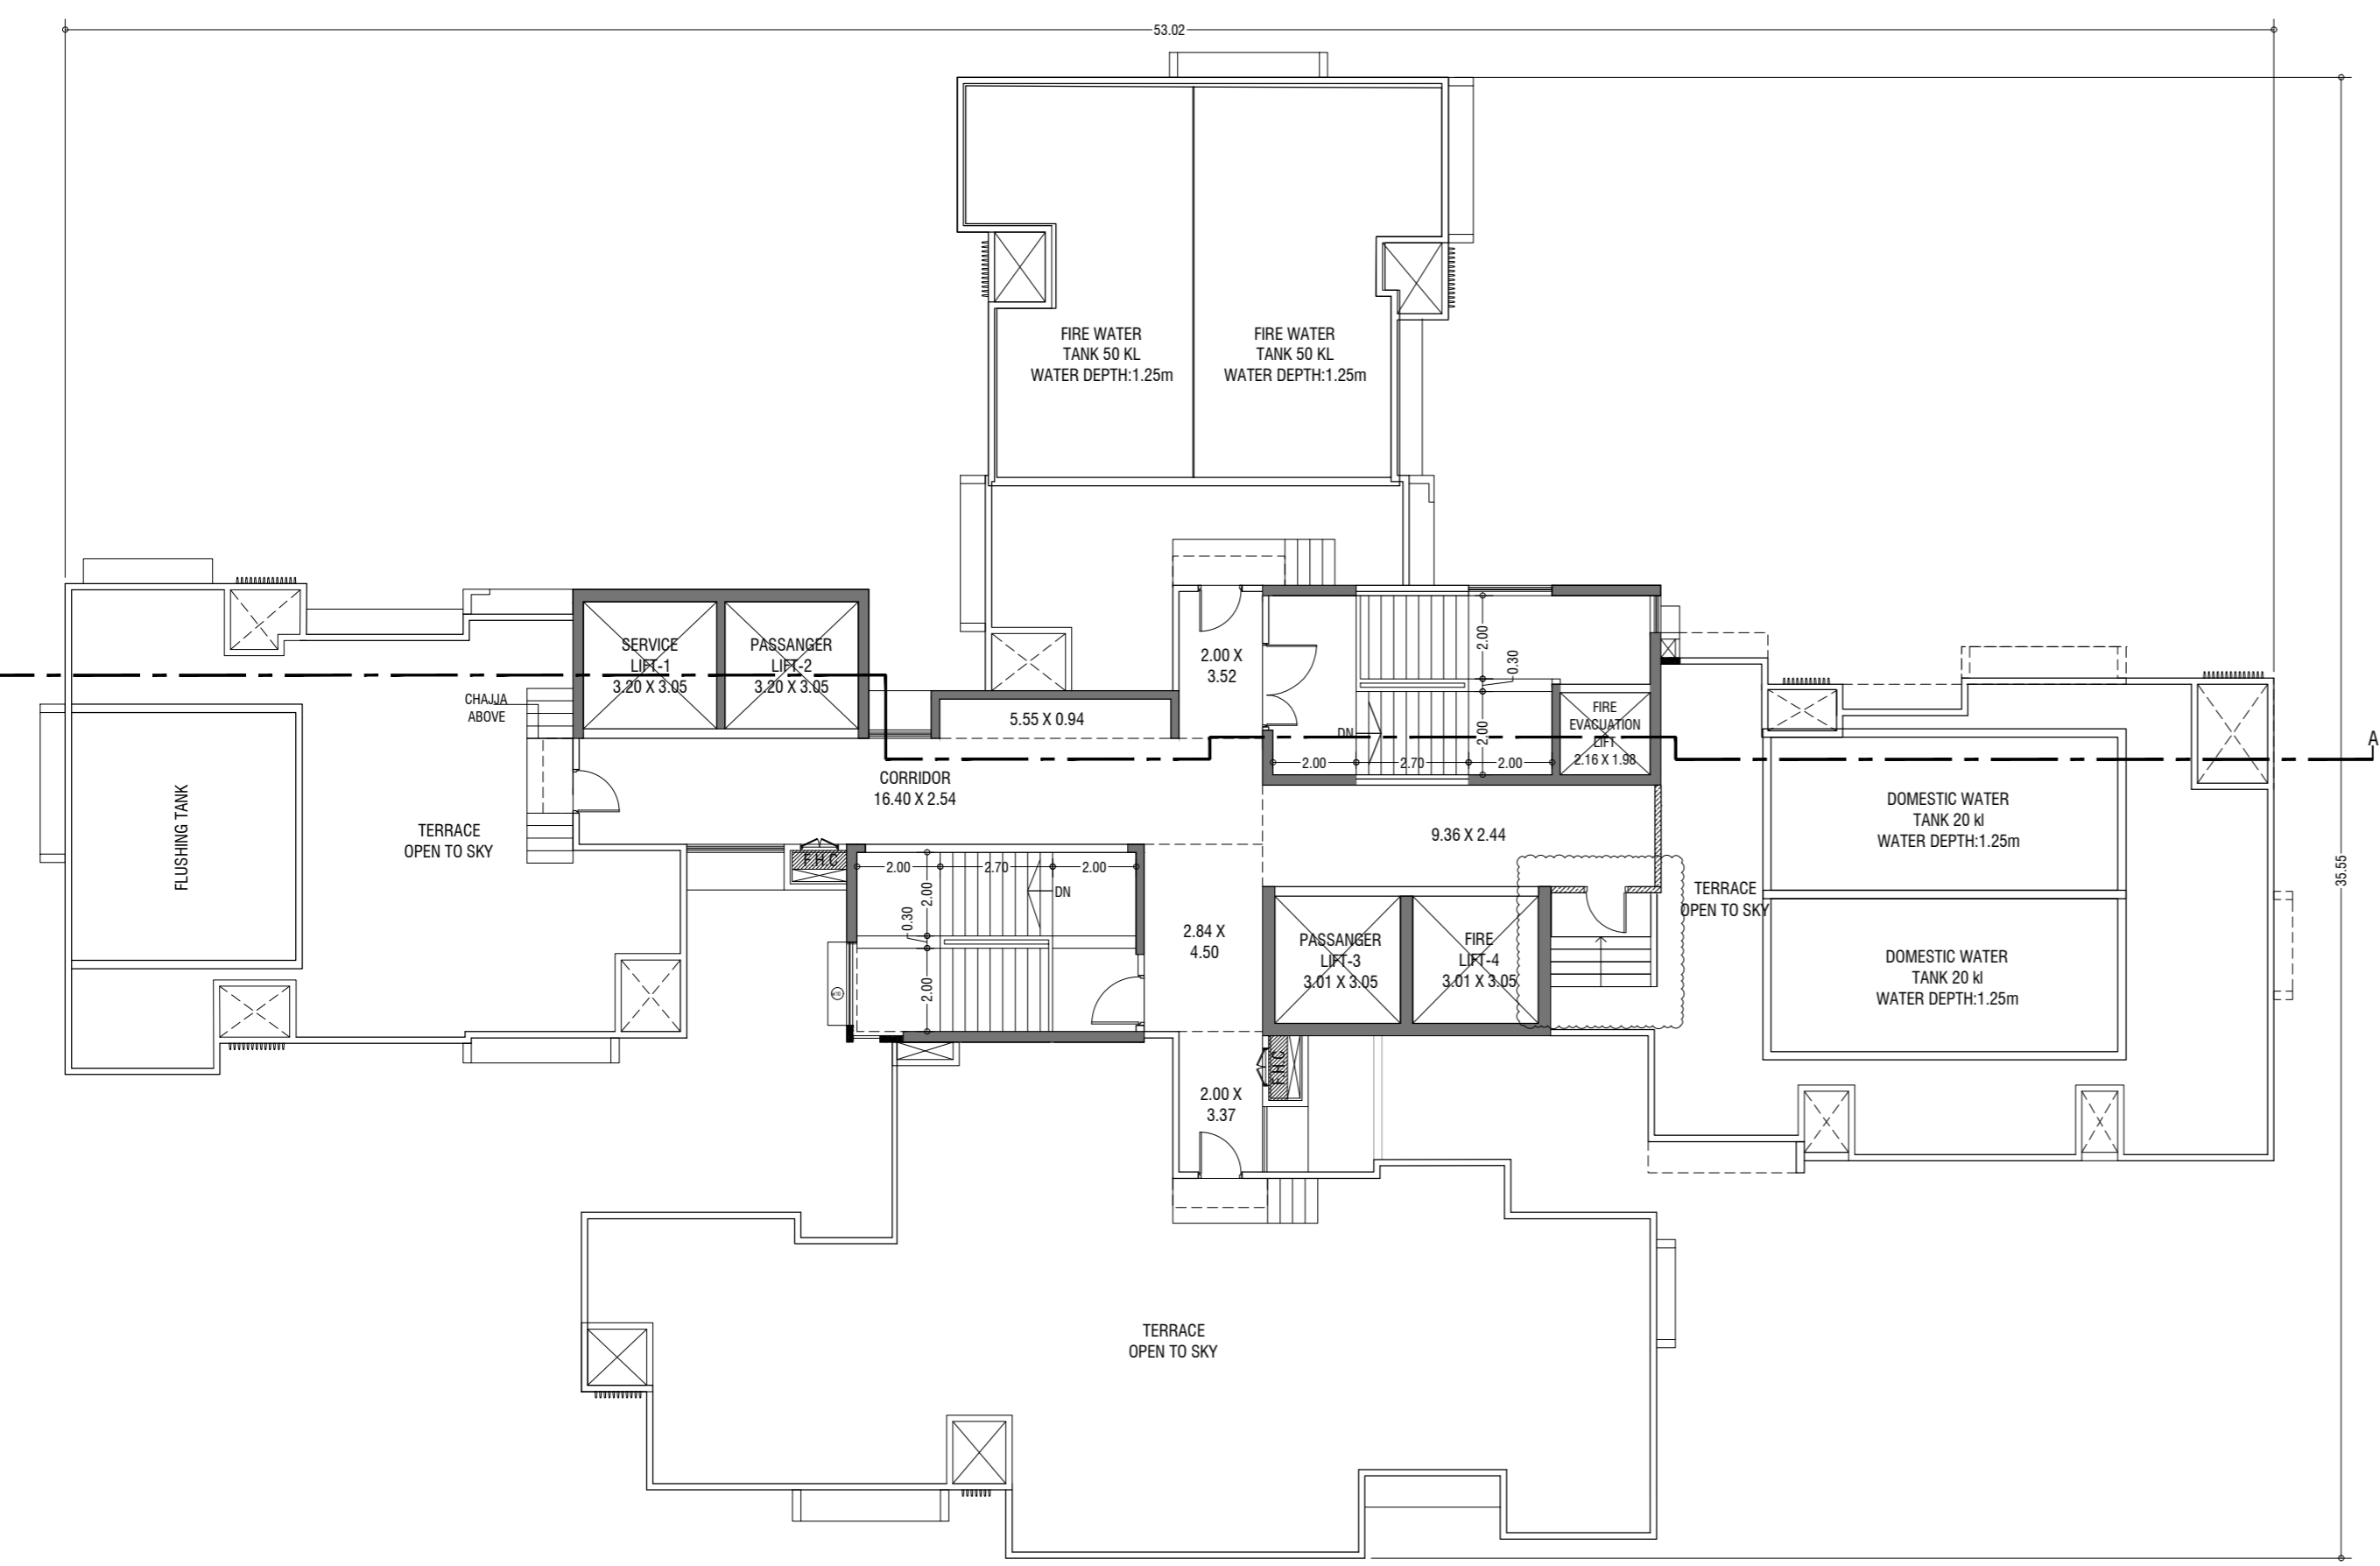 53.02
FIRE WATER
TANK 50 KL
WATER DEPTH:1.25m
FIRE WATER
TANK 50 KL
WATER DEPTH:1.25m
SERVICE
LIFT-1
3.20 X 3.05
PASSANGER
LIFT-2
3.20 X 3.05
CHAJJA
ABOVE
5.55 X 0.94
2.00 X
3.52
2.00
0.30
2.00
DN
2.00
2.70
2.00
FIRE
EVACUATION
LIFT
2.16 X 1.98
A
CORRIDOR
16.40 X 2.54
9.36 X 2.44
FLUSHING TANK
TERRACE
OPEN TO SKY
F.H.C
2.00
2.70
2.00
2.00
0.30
2.00
DN
2.84 X
4.50
PASSANGER
LIFT-3
3.01 X 3.05
FIRE
LIFT-4
3.01 X 3.05
TERRACE
OPEN TO SKY
DOMESTIC WATER
TANK 20 kl
WATER DEPTH:1.25m
DOMESTIC WATER
TANK 20 kl
WATER DEPTH:1.25m
35.55
F.H.C
2.00 X
3.37
TERRACE
OPEN TO SKY